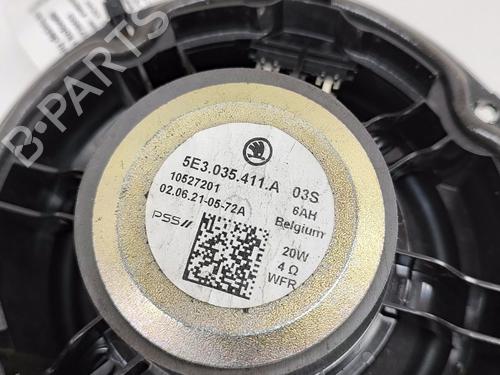 B-PARTS
5E3.035.411.A 03S
10527201 6AH
02.06.21-05-72A Belgium
PSS// 20W
4 Ω
WFR